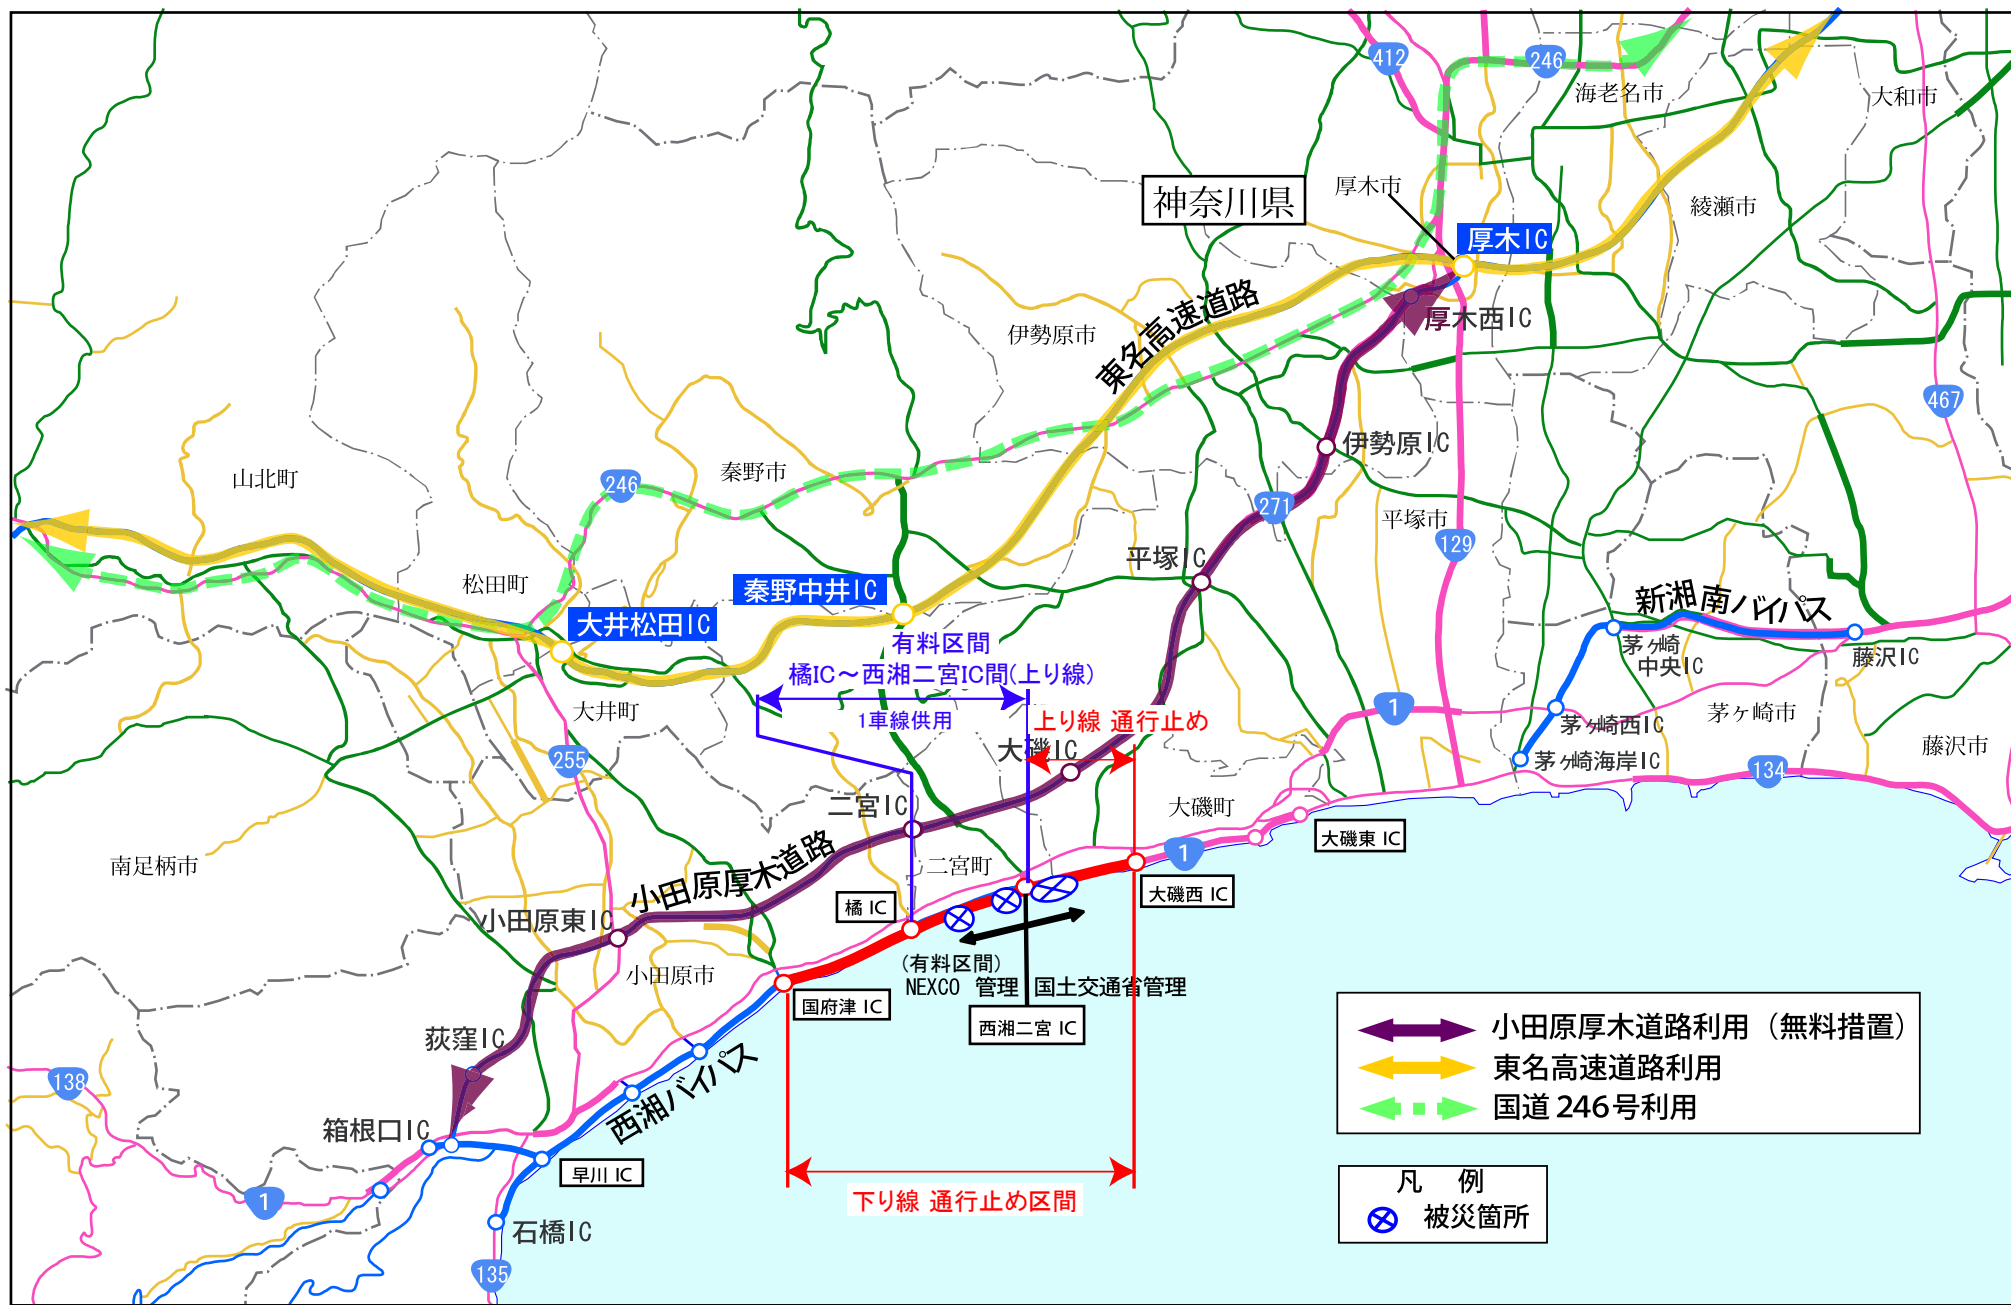 412
246
海老名市
大和市
厚木市
神奈川県
綾瀬市
厚木IC
東名高速道路
厚木西IC
伊勢原市
467
伊勢原IC
山北町
246
秦野市
271
平塚市
129
平塚IC
松田町
秦野中井IC
大井松田IC
新湘南バイパス
有料区間
橘IC～西湘二宮IC間(上り線)
1車線供用
茅ヶ崎
中央IC
藤沢IC
大井町
上り線 通行止め
1
茅ヶ崎西IC
茅ヶ崎市
藤沢市
大磯IC
255
茅ヶ崎海岸IC
134
二宮IC
大磯町
大磯東 IC
南足柄市
小田原厚木道路
二宮町
1
大磯西 IC
橘 IC
小田原東IC
小田原市
(有料区間)
NEXCO 管理
国土交通省管理
国府津 IC
西湘二宮 IC
荻窪IC
138
西湘バイパス
箱根口IC
早川 IC
1
下り線 通行止め区間
石橋IC
135
小田原厚木道路利用（無料措置）
東名高速道路利用
国道246号利用
凡 例
被災箇所